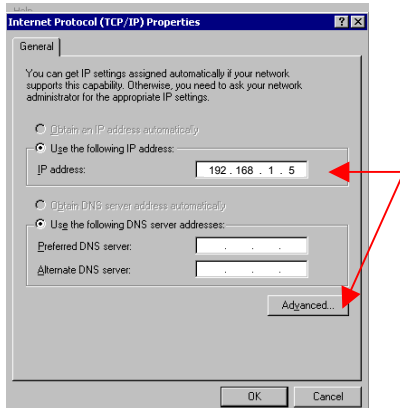 Help
Internet Protocol (TCP/IP) Properties
General
You can get IP settings assigned automatically if your network
supports this capability. Otherwise, you need to ask your network
administrator for the appropriate IP settings.
Obtain an IP address automatically
Use the following IP address:
IP address:
192 . 168 . 1 . 5
Obtain DNS server address automatically
Use the following DNS server addresses:
Preferred DNS server:
. . .
Alternate DNS server:
. . .
Advanced...
OK
Cancel